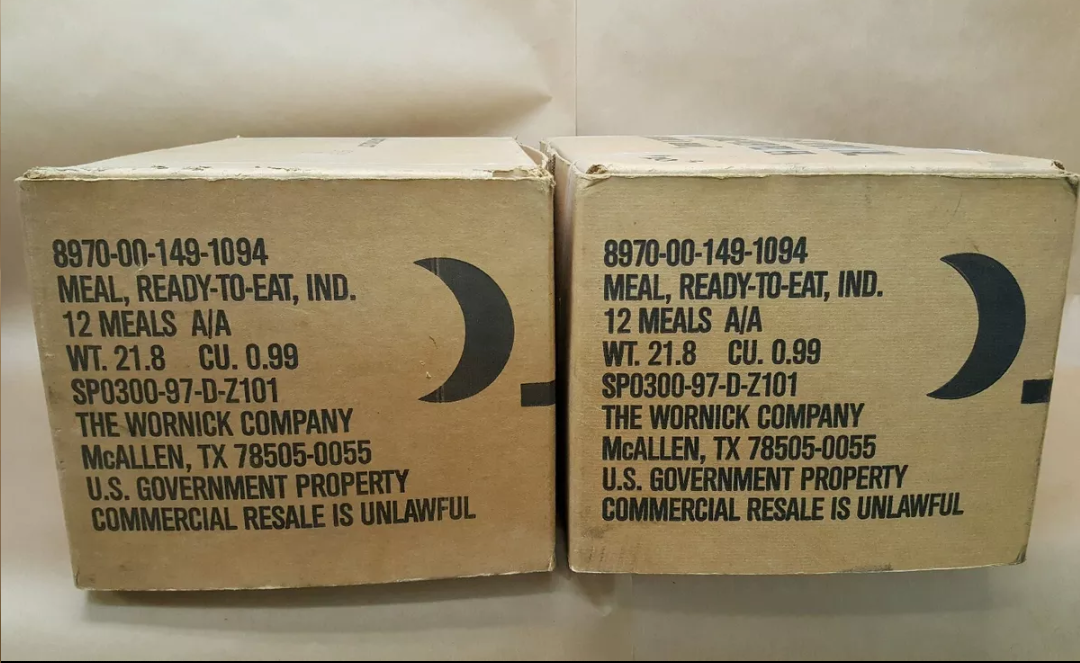 8970-00-149-1094
MEAL, READY-TO-EAT, IND.
12 MEALS A/A
WT. 21.8 CU. 0.99
SP0300-97-D-Z101
THE WORNICK COMPANY
McALLEN, TX 78505-0055
U.S. GOVERNMENT PROPERTY
COMMERCIAL RESALE IS UNLAWFUL
8970-00-149-1094
MEAL, READY-TO-EAT, IND.
12 MEALS A/A
WT. 21.8 CU. 0.99
SP0300-97-D-Z101
THE WORNICK COMPANY
McALLEN, TX 78505-0055
U.S. GOVERNMENT PROPERTY
COMMERCIAL RESALE IS UNLAWFUL